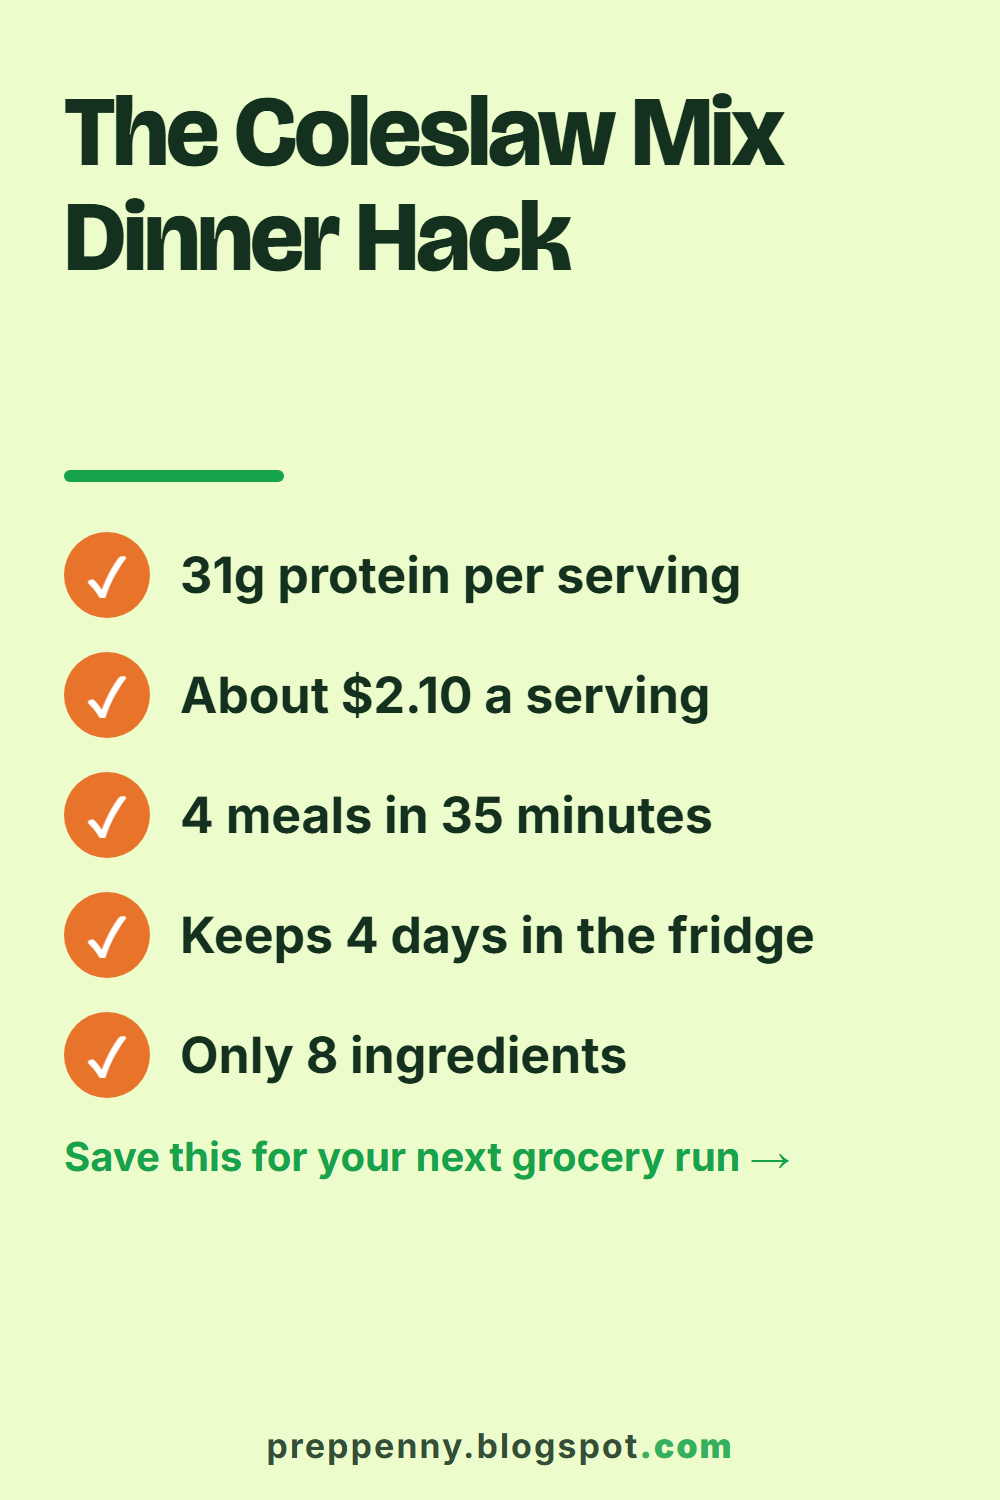 The Coleslaw Mix
Dinner Hack
✓ 31g protein per serving
✓ About $2.10 a serving
✓ 4 meals in 35 minutes
✓ Keeps 4 days in the fridge
✓ Only 8 ingredients
Save this for your next grocery run →
preppenny.blogspot.com